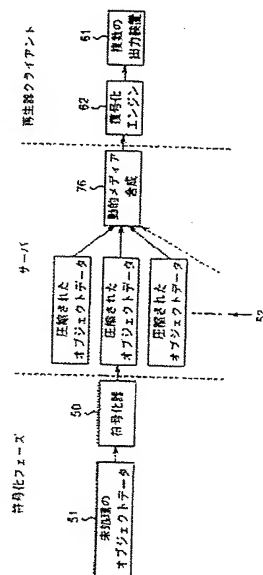 符号化フェーズ
サーバ
再生器クライアント
51
未処理の
オブジェクトデータ
50
符号化器
圧縮された
オブジェクトデータ
圧縮された
オブジェクトデータ
圧縮された
オブジェクトデータ
52
76
動的メディア
合成
62
復号化
エンジン
61
複数の
出力装置